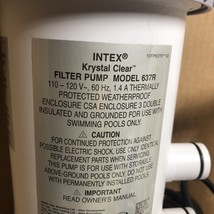 INTEX®
Krystal Clear™
FILTER PUMP MODEL 637R
110 - 120 V~, 60 Hz, 1.4 A THERMALLY
PROTECTED WEATHERPROOF
ENCLOSURE CSA ENCLOSURE 3 DOUBLE
INSULATED AND GROUNDED FOR USE WITH
SWIMMING POOLS ONLY
CAUTION
FOR CONTINUED PROTECTION AGAINST
POSSIBLE ELECTRIC SHOCK, USE ONLY IDENTICAL
REPLACEMENT PARTS WHEN SERVICING
THIS PUMP IS FOR USE WITH
ABOVE-GROUND POOLS ONLY. DO NOT USE
WITH PERMANENTLY INSTALLED POOLS
IMPORTANT
READ OWNER'S MANUAL